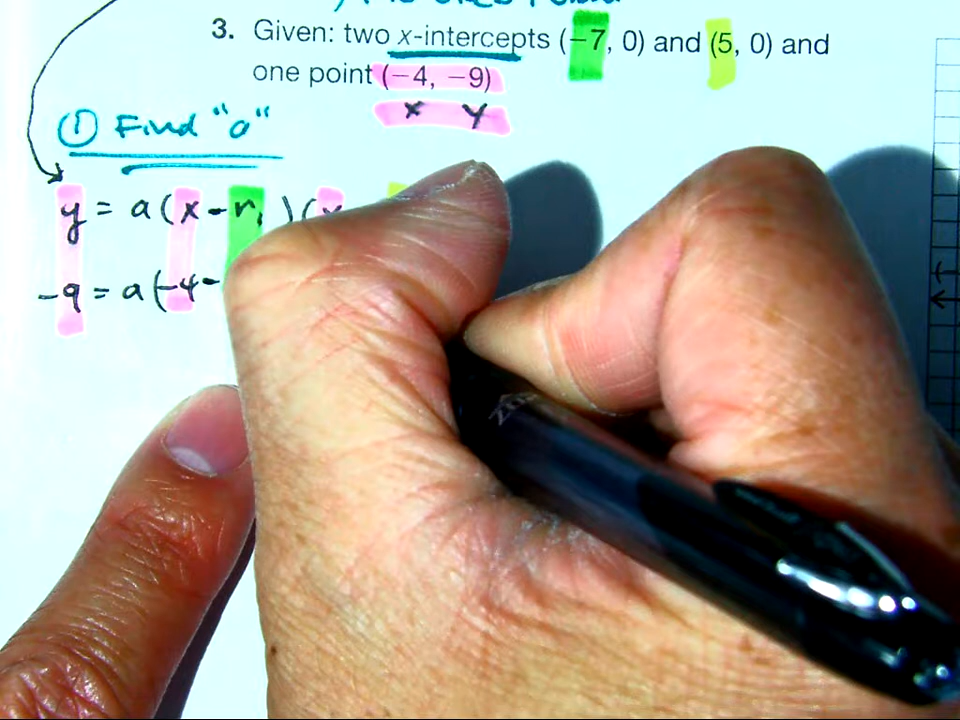 3. Given: two x-intercepts (−7, 0) and (5, 0) and
one point (−4, −9)
x y
① Find "a"
y = a(x - r₁)(x
-9 = a(-4 -